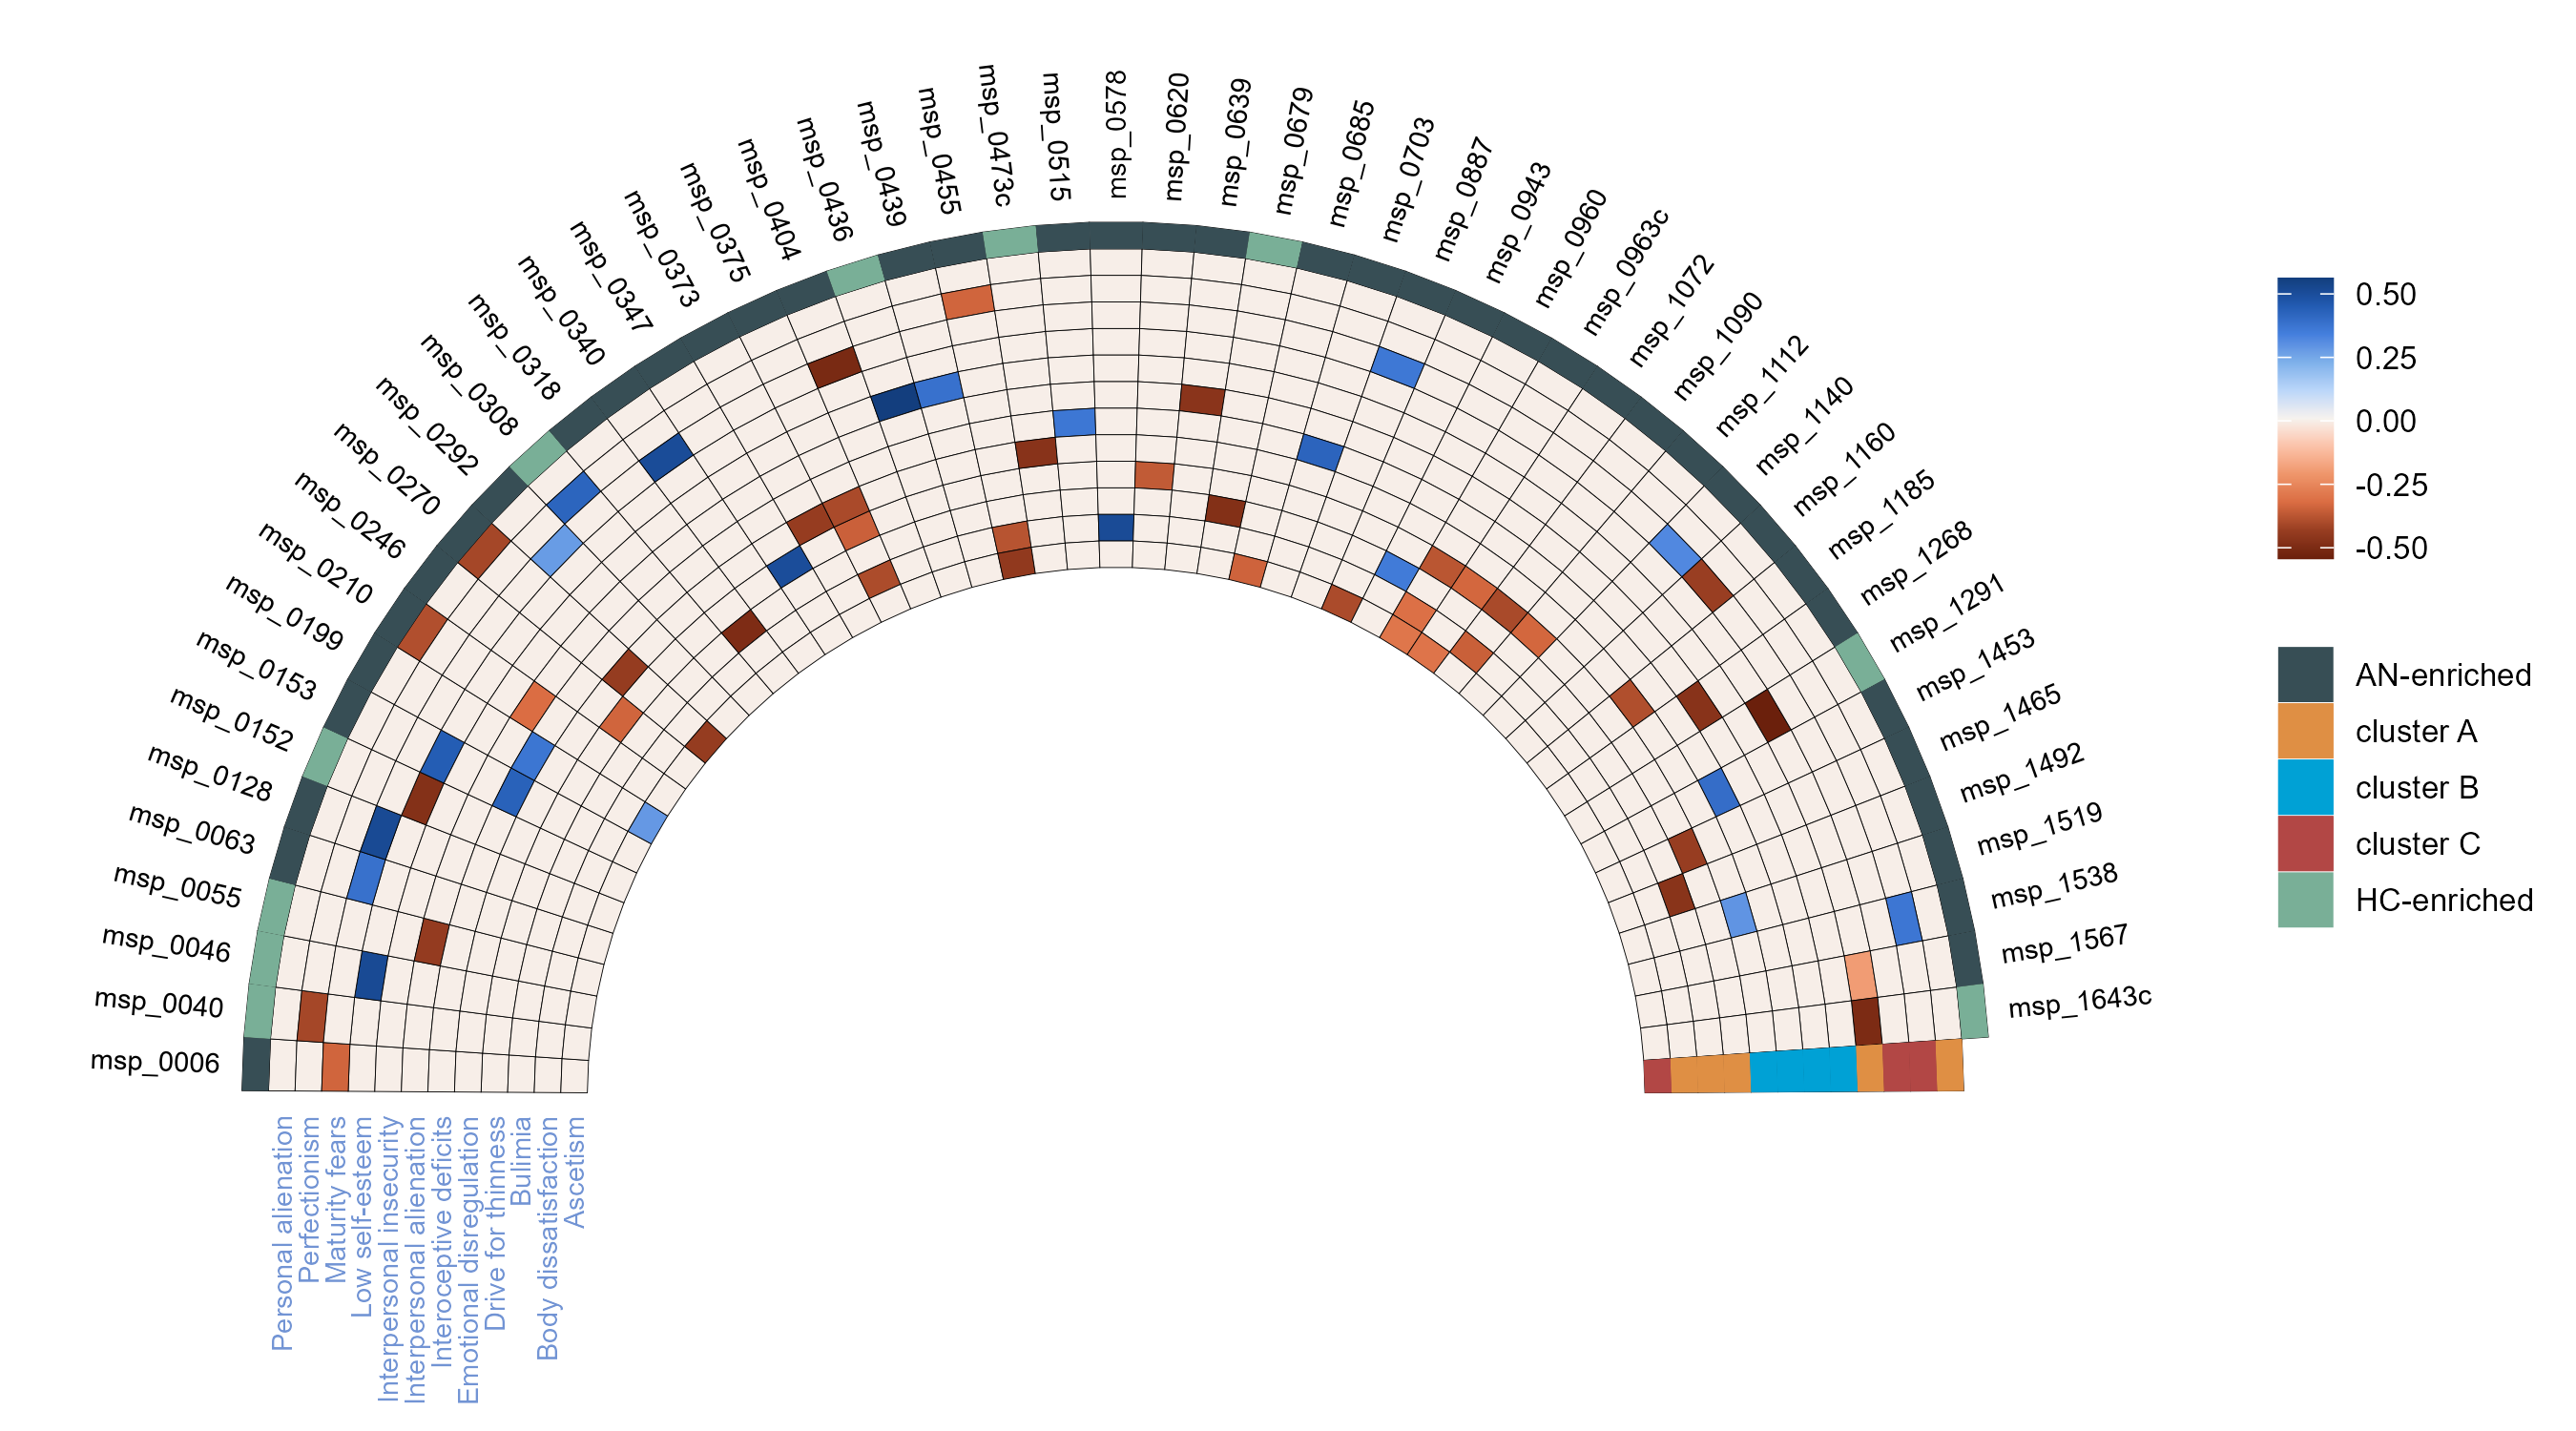 msp_0006
msp_0040
msp_0046
msp_0055
msp_0063
msp_0128
msp_0152
msp_0153
msp_0199
msp_0210
msp_0246
msp_0270
msp_0292
msp_0308
msp_0318
msp_0340
msp_0347
msp_0373
msp_0375
msp_0404
msp_0436
msp_0439
msp_0455
msp_0473c
msp_0515
msp_0578
msp_0620
msp_0639
msp_0679
msp_0685
msp_0703
msp_0887
msp_0943
msp_0960
msp_0963c
msp_1072
msp_1090
msp_1112
msp_1140
msp_1160
msp_1185
msp_1268
msp_1291
msp_1453
msp_1465
msp_1492
msp_1519
msp_1538
msp_1567
msp_1643c
Personal alienation
Perfectionism
Maturity fears
Low self-esteem
Interpersonal insecurity
Interpersonal alienation
Interoceptive deficits
Emotional disregulation
Drive for thinness
Bulimia
Body dissatisfaction
Ascetism
0.50
0.25
0.00
-0.25
-0.50
AN-enriched
cluster A
cluster B
cluster C
HC-enriched